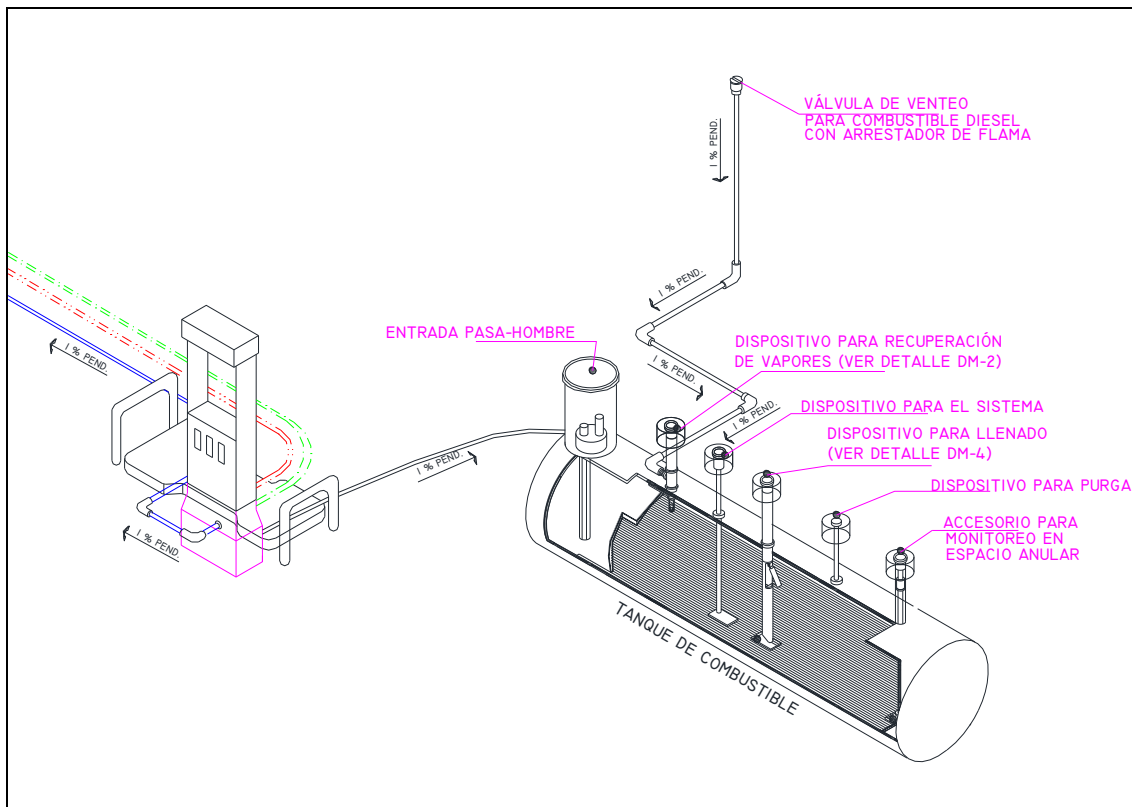 VÁLVULA DE VENTEO
PARA COMBUSTIBLE DIESEL
CON ARRESTADOR DE FLAMA
1 % PEND.
1 % PEND.
ENTRADA PASA-HOMBRE
DISPOSITIVO PARA RECUPERACIÓN
DE VAPORES (VER DETALLE DM-2)
1 % PEND.
1 % PEND.
1 % PEND.
DISPOSITIVO PARA EL SISTEMA
DISPOSITIVO PARA LLENADO
(VER DETALLE DM-4)
1 % PEND.
DISPOSITIVO PARA PURGA
ACCESORIO PARA
MONITOREO EN
ESPACIO ANULAR
1 % PEND.
TANQUE DE COMBUSTIBLE